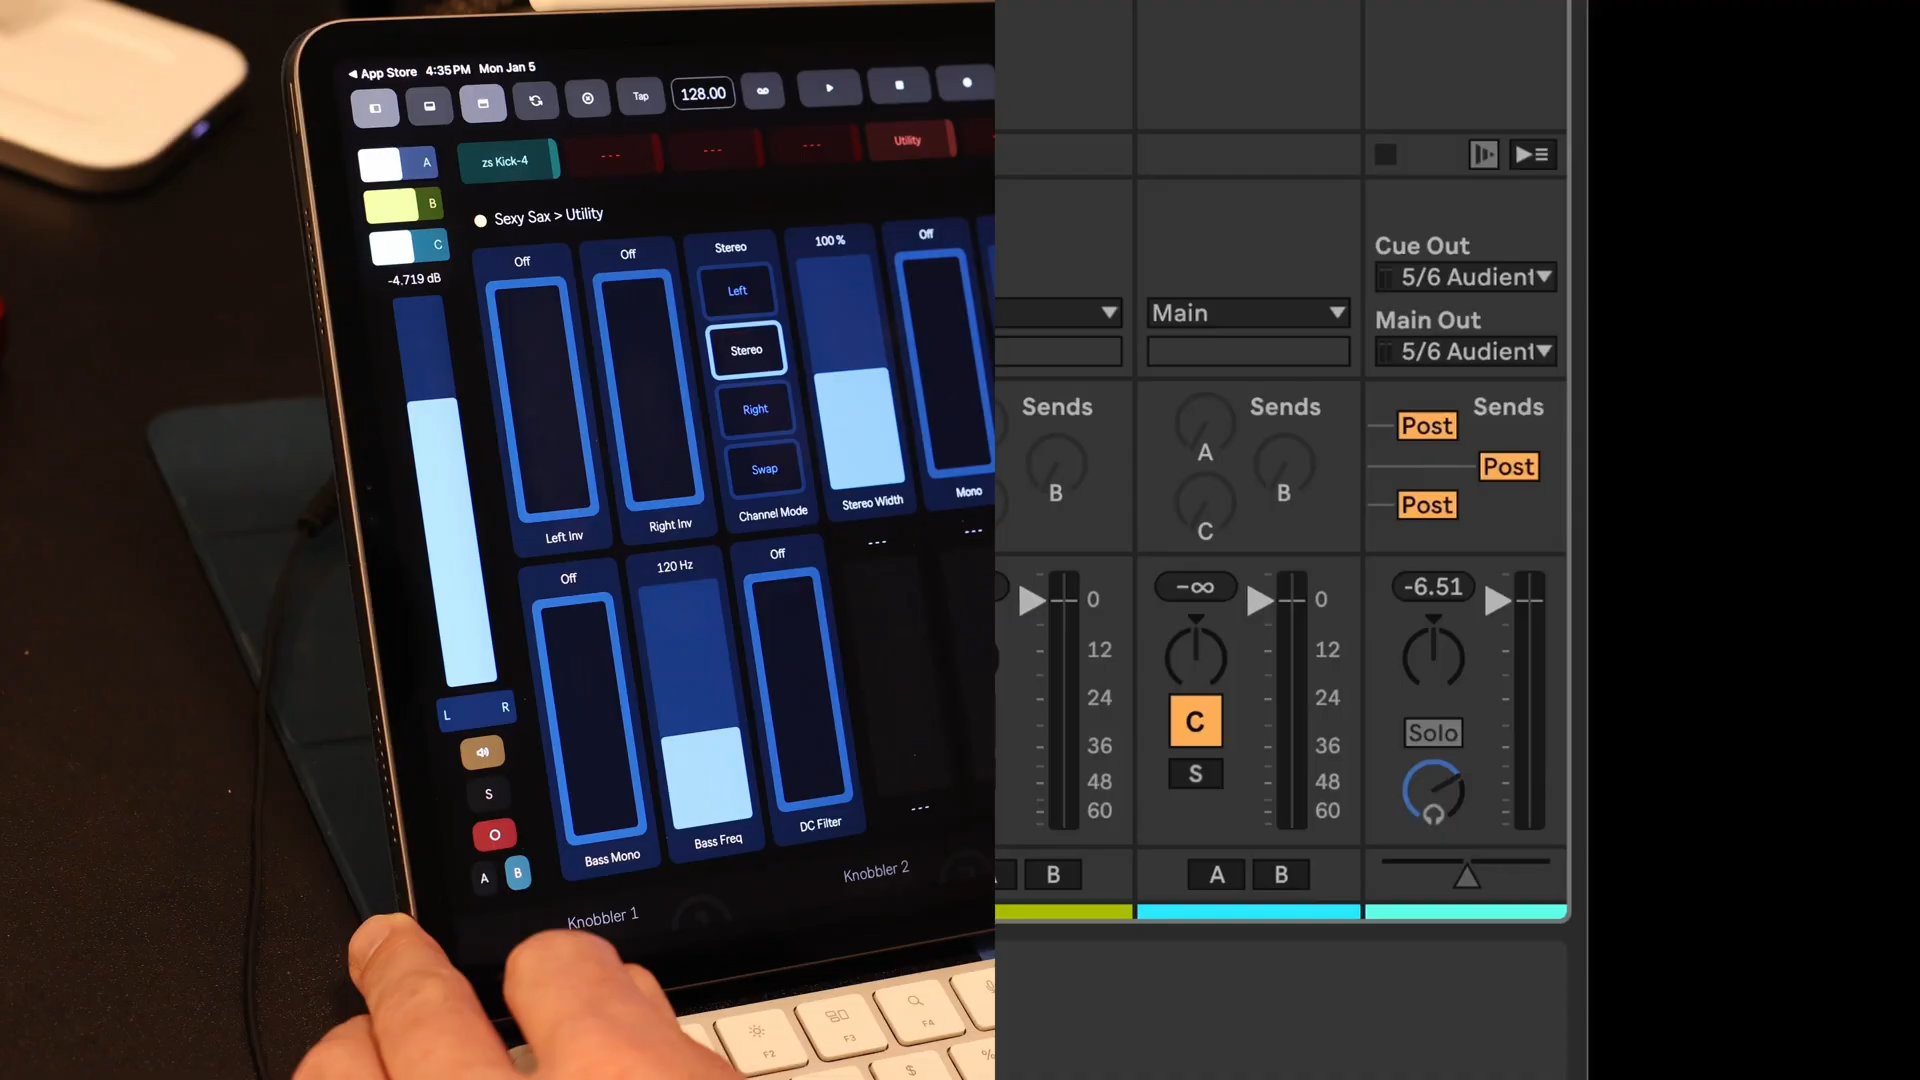 ◀ App Store 4:35 PM Mon Jan 5
Tap
128.00
A
B
C
-4.719 dB
zs Kick-4
---
---
---
Utility
Sexy Sax > Utility
Off
Left Inv
Off
Right Inv
Stereo
Left
Stereo
Right
Swap
Channel Mode
100 %
Stereo Width
Off
Mono
Off
Bass Mono
120 Hz
Bass Freq
Off
DC Filter
---
---
---
L R
S
A B
Knobbler 1
Knobbler 2
F2
F3
F4
$
%
Cue Out
5/6 Audient
Main Out
5/6 Audient
Main
Sends
B
Sends
A
B
C
Sends
Post
Post
Post
0
12
24
36
48
60
-∞
C
S
0
12
24
36
48
60
-6.51
Solo
B
A B